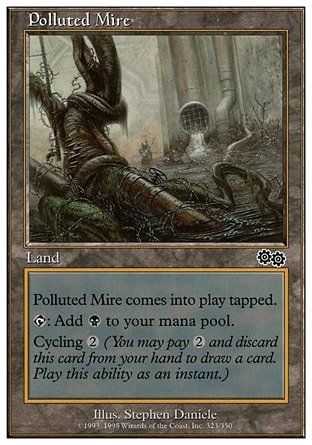 Polluted Mire
Land
Polluted Mire comes into play tapped.
: Add to your mana pool.
Cycling 2 (You may pay 2 and discard
this card from your hand to draw a card.
Play this ability as an instant.)
Illus. Stephen Daniele
© 1993–1998 Wizards of the Coast, Inc. 323/350